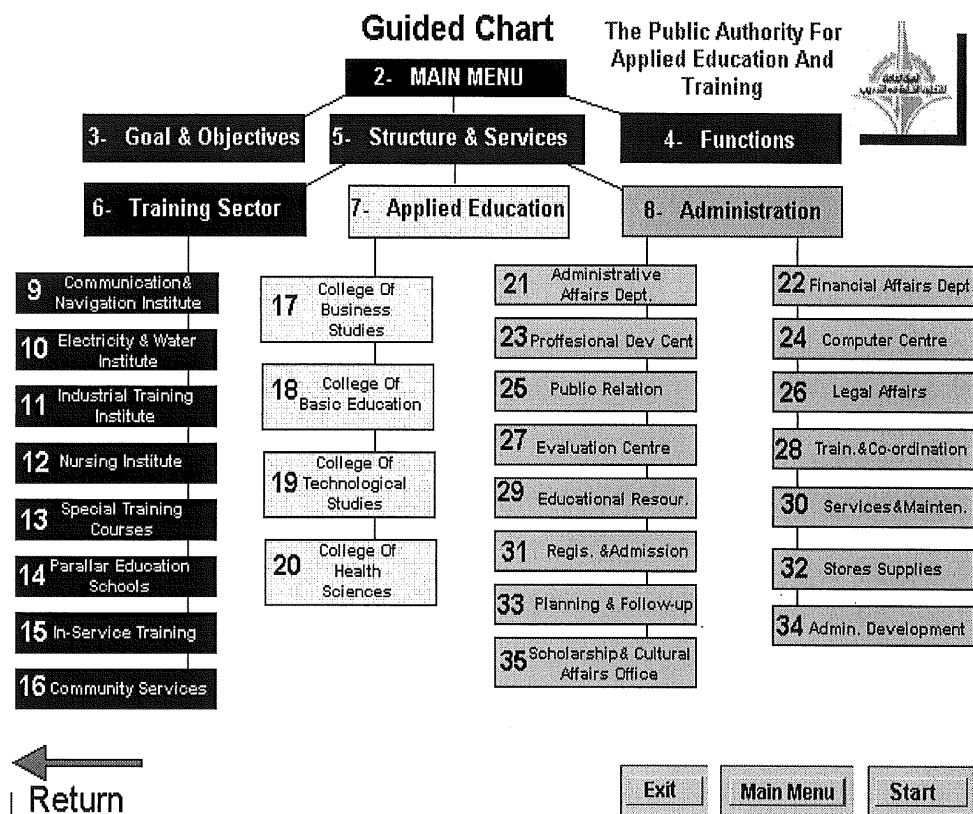 Guided Chart
The Public Authority For
Applied Education And
Training
2- MAIN MENU
3- Goal & Objectives
5- Structure & Services
4- Functions
6- Training Sector
7- Applied Education
8- Administration
9 Communication&
Navigation Institute
10 Electricity & Water
Institute
11 Industrial Training
Institute
12 Nursing Institute
13 Special Training
Courses
14 Parallar Education
Schools
15 In-Service Training
16 Community Services
17 College Of
Business
Studies
18 College Of
Basic Education
19 College Of
Technological
Studies
20 College Of
Health
Sciences
21 Administrative
Affairs Dept.
23 Proffesional Dev Cent
25 Public Relation
27 Evaluation Centre
29 Educational Resour.
31 Regis. &Admission
33 Planning & Follow-up
35 Scholarship& Cultural
Affairs Office
22 Financial Affairs Dept
24 Computer Centre
26 Legal Affairs
28 Train.&Co-ordination
30 Services&Mainten.
32 Stores Supplies
34 Admin. Development
Return
Exit
Main Menu
Start